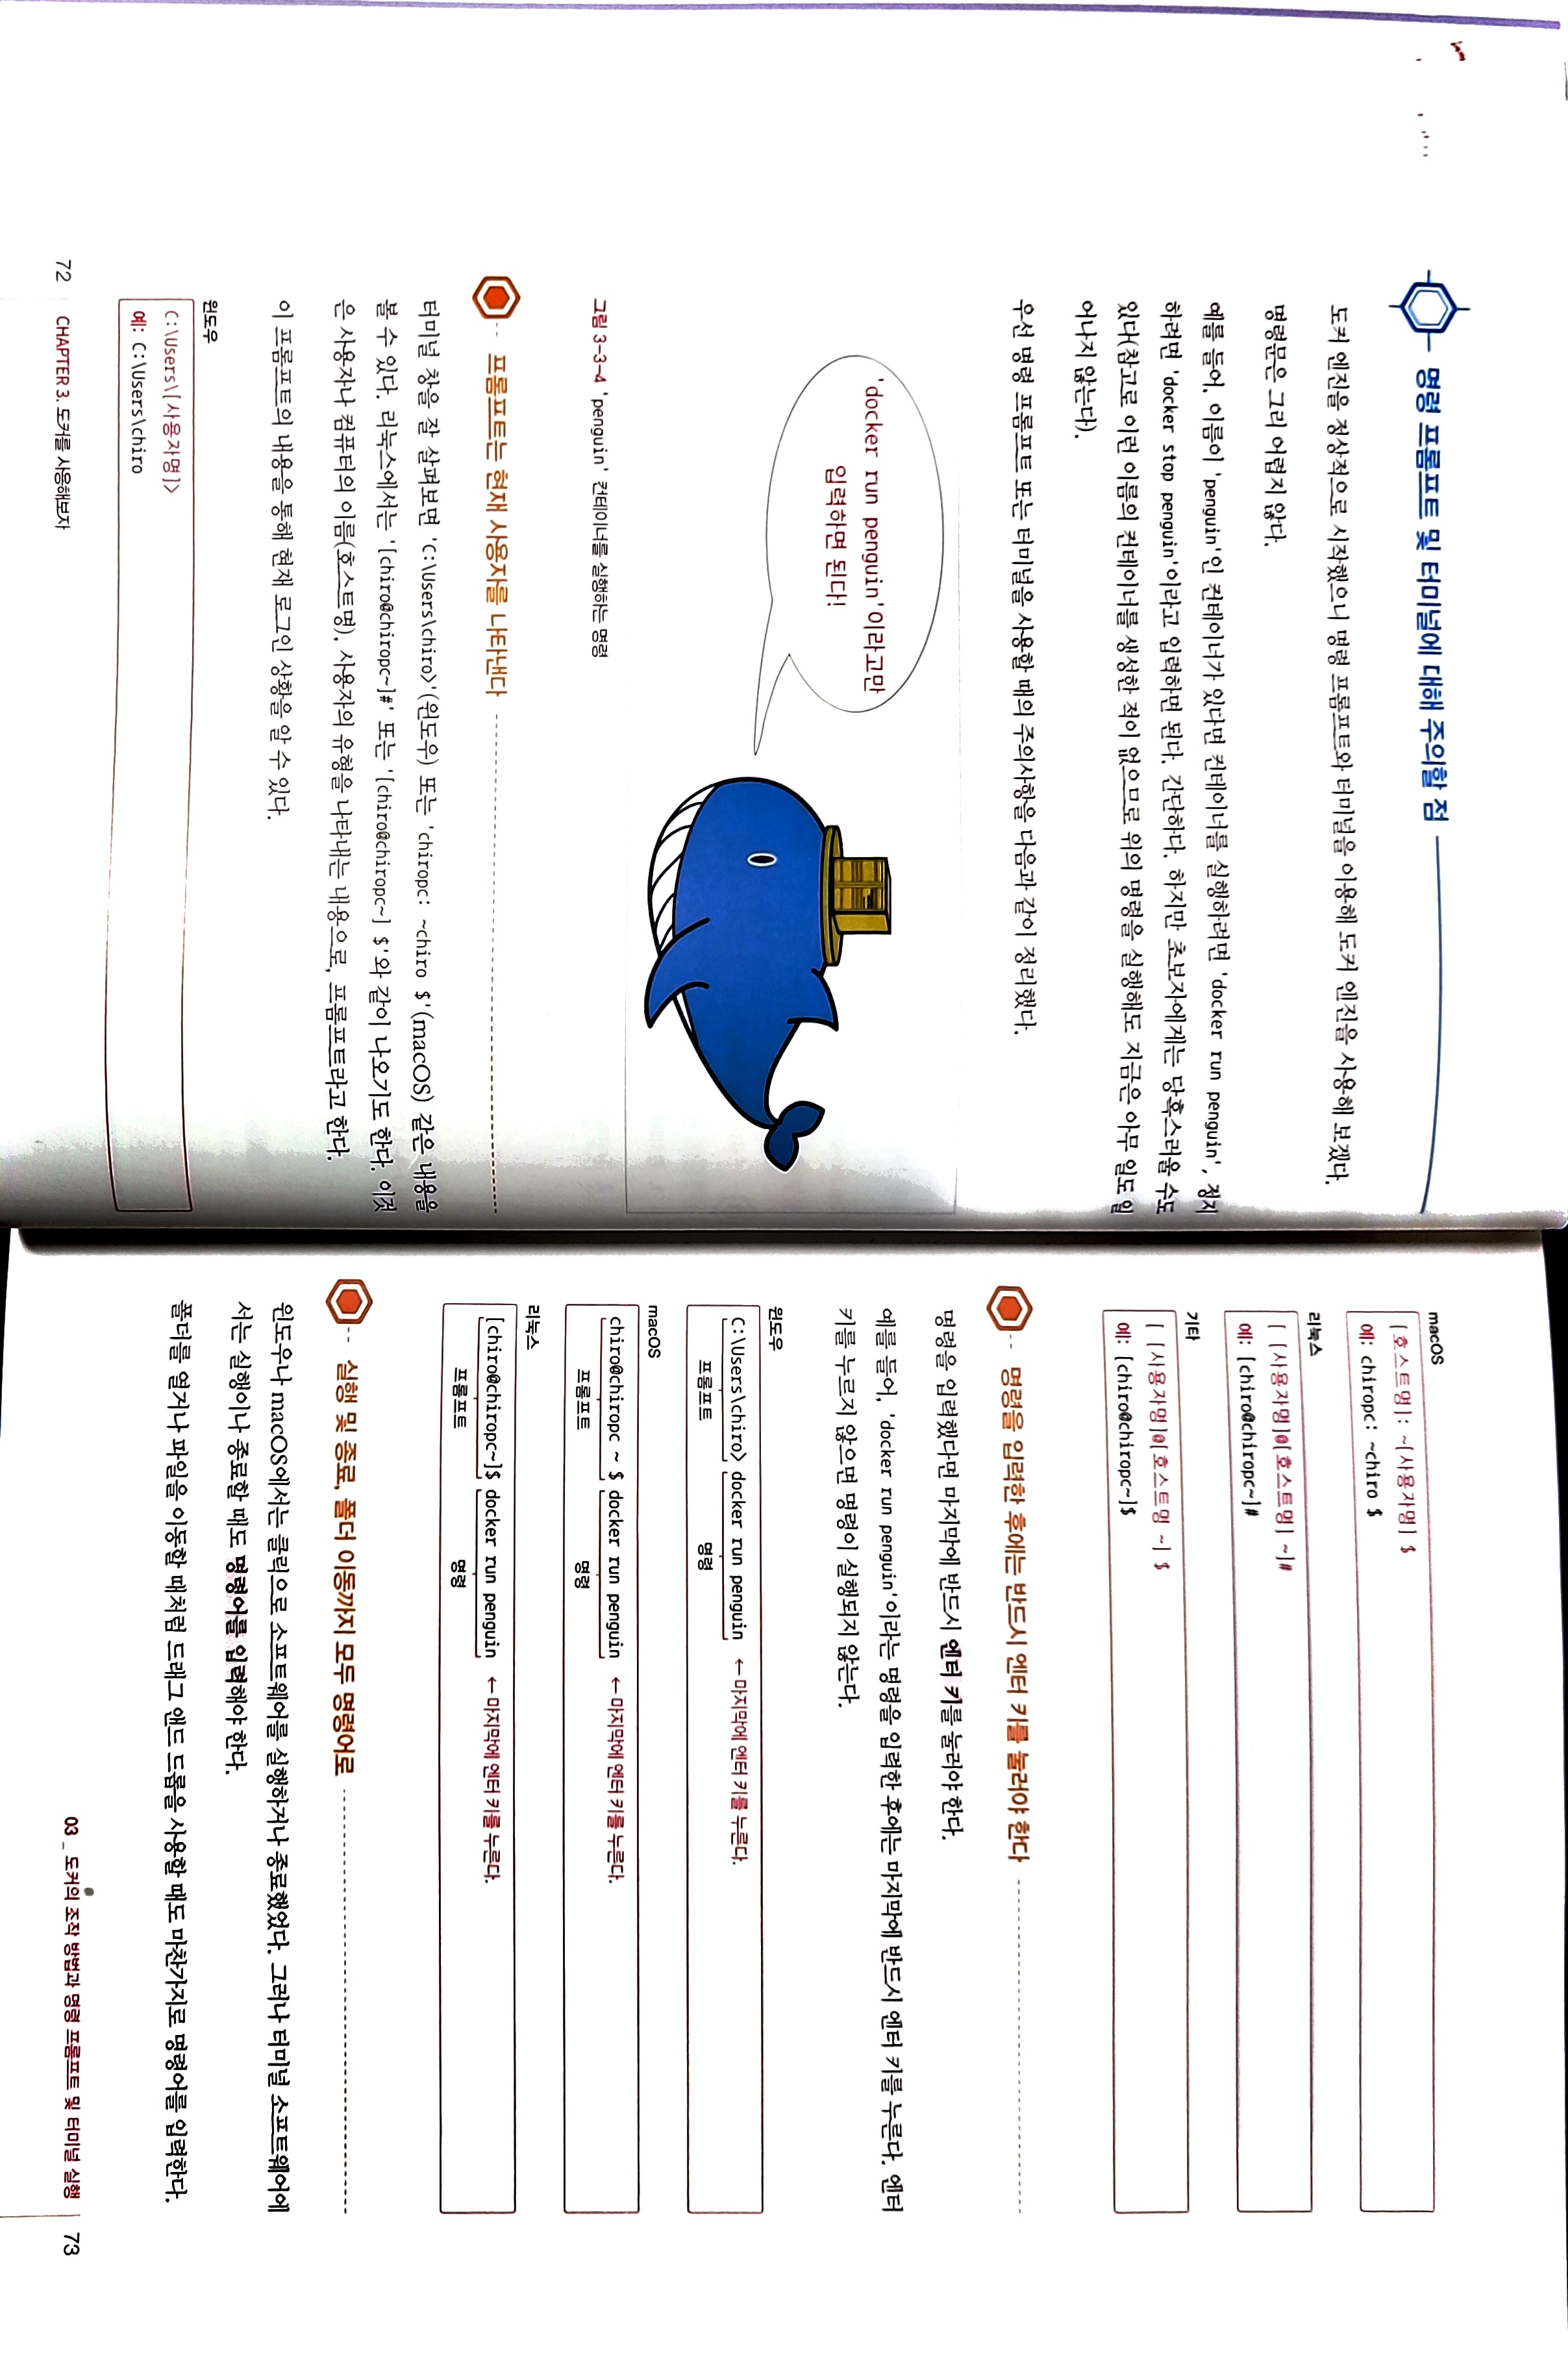 명령 프롬프트 및 터미널에 대해 주의할 점
도커 엔진을 정상적으로 시작했으니 명령 프롬프트와 터미널을 이용해 도커 엔진을 사용해 보겠다.
명령문은 그리 어렵지 않다.
예를 들어, 이름이 'penguin'인 컨테이너가 있다면 컨테이너를 실행하려면 'docker run penguin', 정지
하려면 'docker stop penguin'이라고 입력하면 된다. 간단하다. 하지만 초보자에게는 당혹스러울 수도
있다(참고로 이런 이름의 컨테이너를 생성한 적이 없으므로 위의 명령을 실행해도 지금은 아무 일도 일
어나지 않는다).
우선 명령 프롬프트 또는 터미널을 사용할 때의 주의사항을 다음과 같이 정리했다.
'docker run penguin'이라고만
입력하면 된다!
그림 3-3-4 'penguin' 컨테이너를 실행하는 명령
프롬프트는 현재 사용자를 나타낸다
터미널 창을 잘 살펴보면 'C:\Users\chiro>'(윈도우) 또는 'chiropc: ~chiro $'(macOS) 같은 내용을
볼 수 있다. 리눅스에서는 '[chiro@chiropc~]#' 또는 '[chiro@chiropc~] $'와 같이 나오기도 한다. 이것
은 사용자나 컴퓨터의 이름(호스트명), 사용자의 유형을 나타내는 내용으로, 프롬프트라고 한다.
이 프롬프트의 내용을 통해 현재 로그인 상황을 알 수 있다.
윈도우
C:\Users\[사용자명]>
예: C:\Users\chiro
72 CHAPTER 3. 도커를 사용해보자
macOS
[호스트명]: ~[사용자명] $
예: chiropc: ~chiro $
리눅스
[ [사용자명]@[호스트명] ~]#
예: [chiro@chiropc~]#
기타
[ [사용자명]@[호스트명 ~] $
예: [chiro@chiropc~]$
명령을 입력한 후에는 반드시 엔터 키를 눌러야 한다
명령을 입력했다면 마지막에 반드시 엔터 키를 눌러야 한다.
예를 들어, 'docker run penguin'이라는 명령을 입력한 후에는 마지막에 반드시 엔터 키를 누른다. 엔터
키를 누르지 않으면 명령이 실행되지 않는다.
윈도우
C:\Users\chiro> docker run penguin ← 마지막에 엔터 키를 누른다.
프롬프트 명령
macOS
chiro@chiropc ~ $ docker run penguin ← 마지막에 엔터 키를 누른다.
프롬프트 명령
리눅스
[chiro@chiropc~]$ docker run penguin ← 마지막에 엔터 키를 누른다.
프롬프트 명령
실행 및 종료, 폴더 이동까지 모두 명령어로
윈도우나 macOS에서는 클릭으로 소프트웨어를 실행하거나 종료했었다. 그러나 터미널 소프트웨어에
서는 실행이나 종료할 때도 명령어를 입력해야 한다.
폴더를 열거나 파일을 이동할 때처럼 드래그 앤드 드롭을 사용할 때도 마찬가지로 명령어를 입력한다.
03 _ 도커의 조작 방법과 명령 프롬프트 및 터미널 실행 73